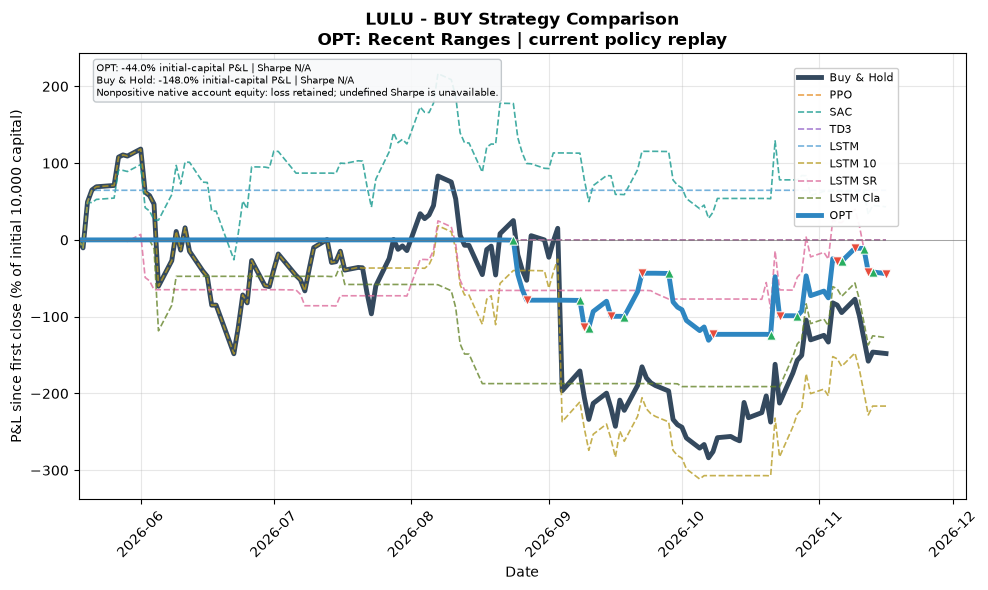 LULU - BUY Strategy Comparison
OPT: Recent Ranges | current policy replay
OPT: -44.0% initial-capital P&L | Sharpe N/A
Buy & Hold: -148.0% initial-capital P&L | Sharpe N/A
Nonpositive native account equity: loss retained; undefined Sharpe is unavailable.
Buy & Hold
PPO
SAC
TD3
LSTM
LSTM 10
LSTM SR
LSTM Cla
OPT
P&L since first close (% of initial 10,000 capital)
200
100
0
−100
−200
−300
2026-06
2026-07
2026-08
2026-09
2026-10
2026-11
2026-12
Date